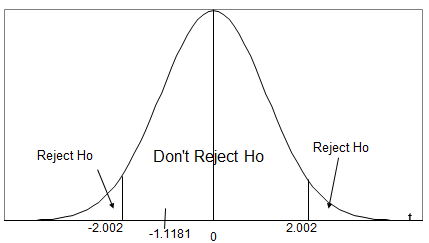 Reject Ho
Don't Reject Ho
Reject Ho
t
-2.002
-1.1181
0
2.002